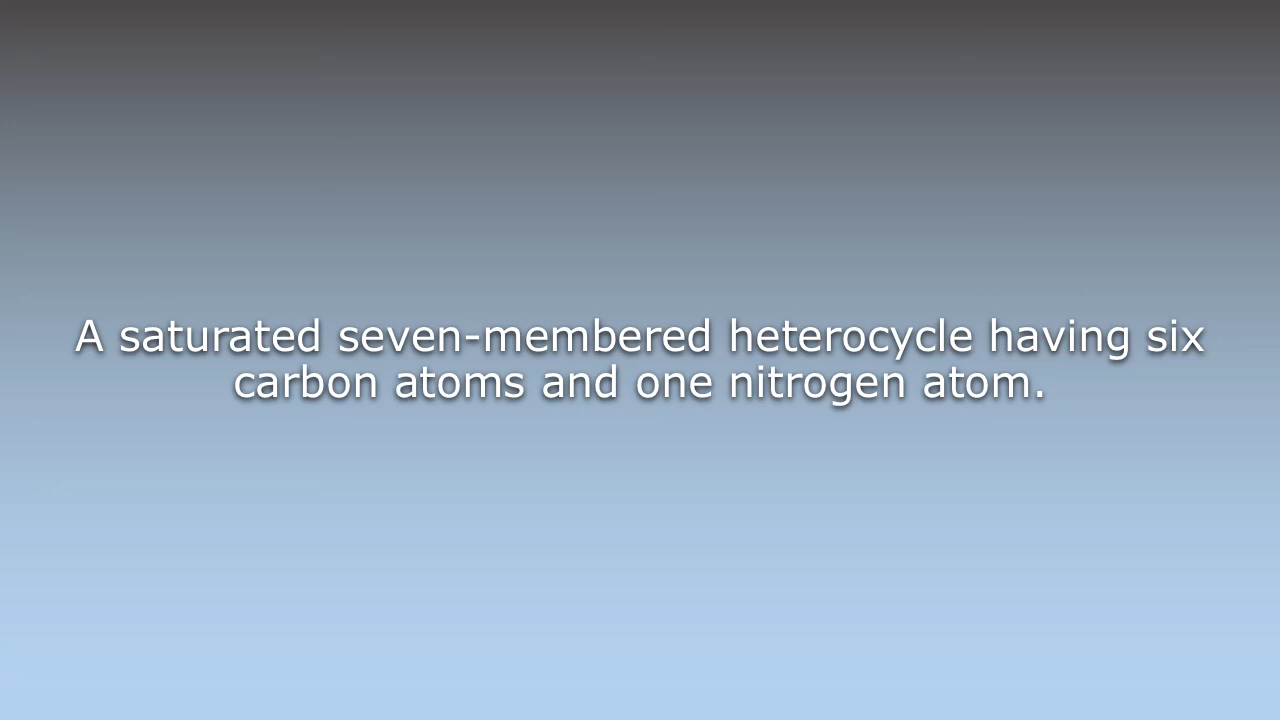 A saturated seven-membered heterocycle having six
carbon atoms and one nitrogen atom.